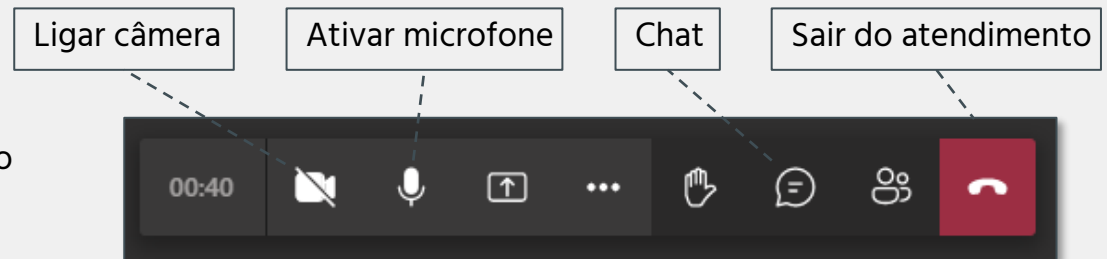 Ligar câmera
Ativar microfone
Chat
Sair do atendimento
o
00:40